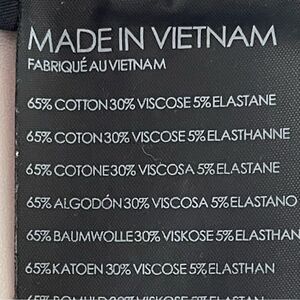 MADE IN VIETNAM
FABRIQUÉ AU VIETNAM
65% COTTON 30% VISCOSE 5% ELASTANE
65% COTON 30% VISCOSE 5% ELASTHANNE
65% COTONE 30% VISCOSA 5% ELASTANE
65% ALGODÓN 30% VISCOSA 5% ELASTANO
65% BAUMWOLLE 30% VISKOSE 5% ELASTHAN
65% KATOEN 30% VISCOSE 5% ELASTHAN
65%